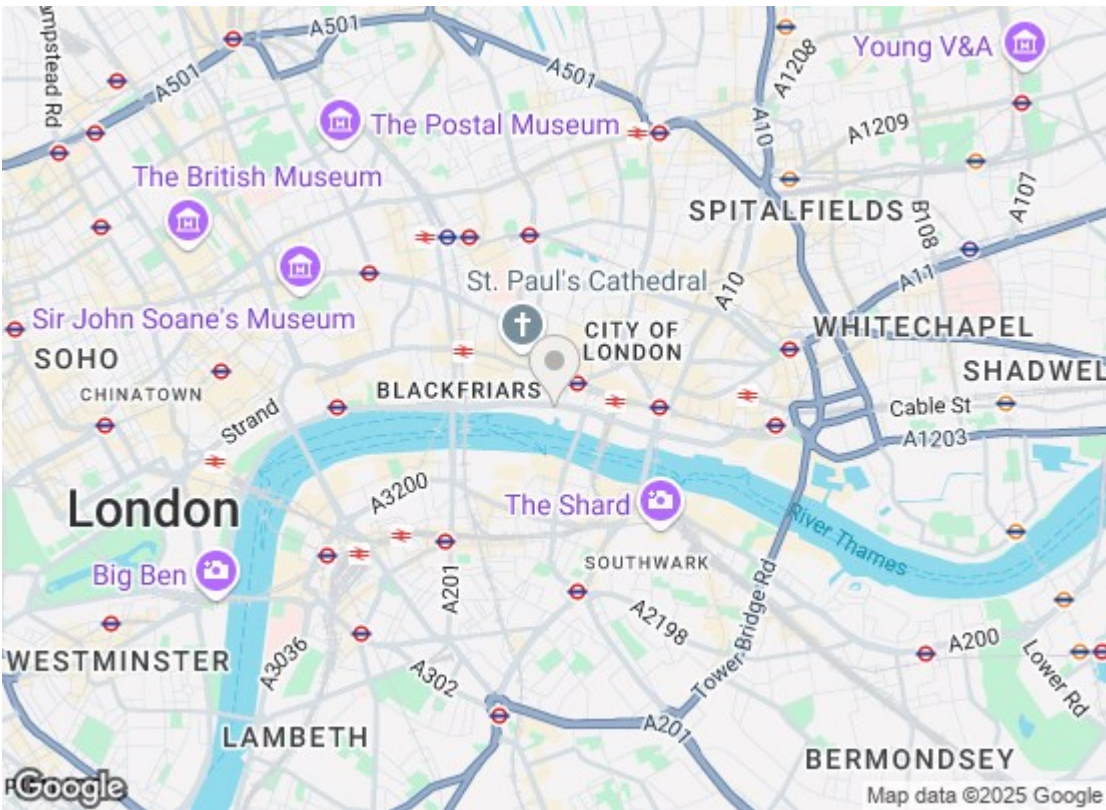 ampstead Rd
A501
A501
A501
A1208
Young V&A
The Postal Museum
A10
A1209
The British Museum
SPITALFIELDS
B108
A107
St. Paul's Cathedral
A10
A11
Sir John Soane's Museum
CITY OF
LONDON
WHITECHAPEL
SOHO
SHADWEL
CHINATOWN
BLACKFRIARS
Strand
Cable St
A1203
A3200
London
The Shard
River Thames
SOUTHWARK
Big Ben
A201
A2198
Tower Bridge Rd
A200
Lower Rd
WESTMINSTER
A3036
A302
A201
LAMBETH
BERMONDSEY
Google
Map data ©2025 Google